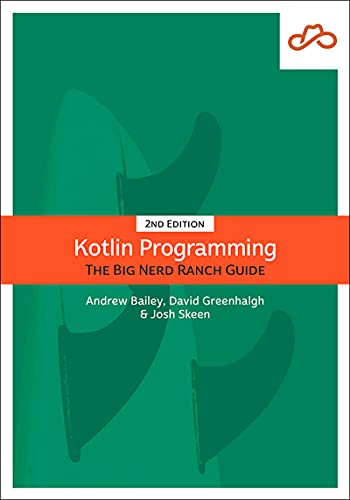 2ND EDITION
Kotlin Programming
THE BIG NERD RANCH GUIDE
Andrew Bailey, David Greenhalgh
& Josh Skeen